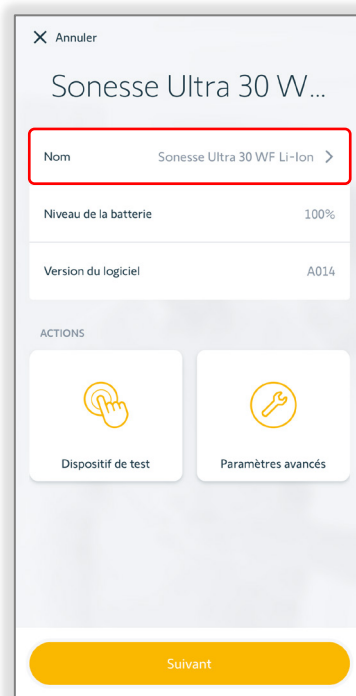 Annuler
Sonesse Ultra 30 W...
Nom Sonesse Ultra 30 WF Li-Ion
Niveau de la batterie 100%
Version du logiciel A014
ACTIONS
Dispositif de test Paramètres avancés
Suivant